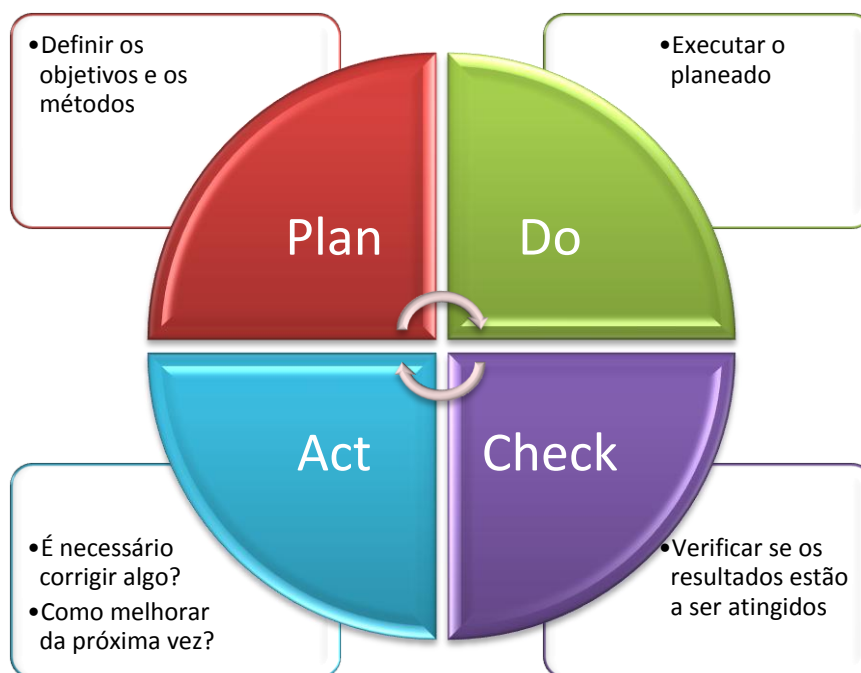 •Definir os
objetivos e os
métodos
•Executar o
planeado
Plan
Do
Act
Check
•É necessário
corrigir algo?
•Como melhorar
da próxima vez?
•Verificar se os
resultados estão
a ser atingidos